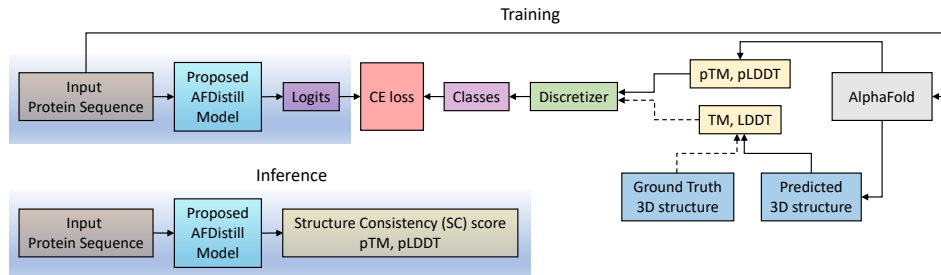 Training
Input
Protein Sequence
Proposed
AFDistill
Model
Logits
CE loss
Classes
Discretizer
pTM, pLDDT
TM, LDDT
AlphaFold
Ground Truth
3D structure
Predicted
3D structure
Inference
Input
Protein Sequence
Proposed
AFDistill
Model
Structure Consistency (SC) score
pTM, pLDDT